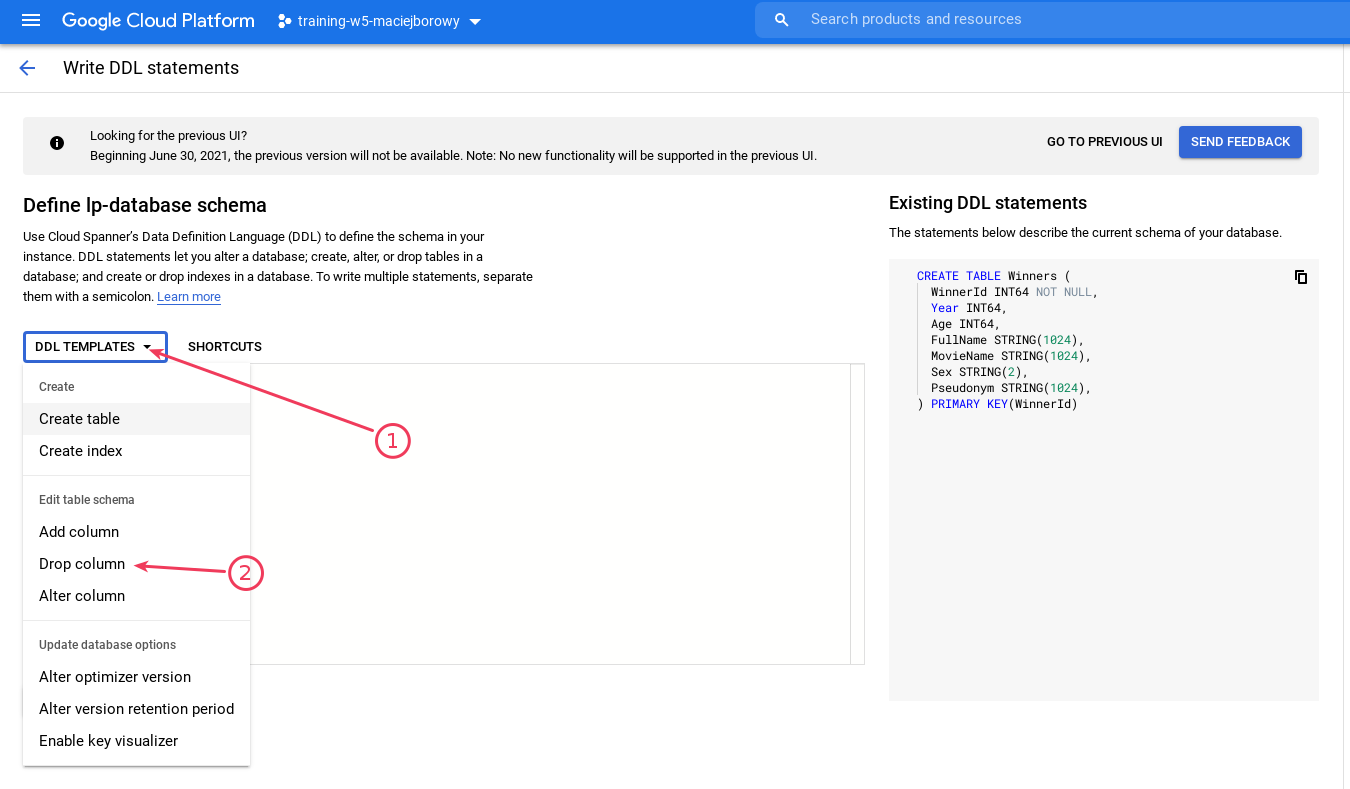 Google Cloud Platform training-w5-maciejborowy Search products and resources
Write DDL statements
Looking for the previous UI?
Beginning June 30, 2021, the previous version will not be available. Note: No new functionality will be supported in the previous UI.
GO TO PREVIOUS UI SEND FEEDBACK
Define lp-database schema
Use Cloud Spanner’s Data Definition Language (DDL) to define the schema in your
instance. DDL statements let you alter a database; create, alter, or drop tables in a
database; and create or drop indexes in a database. To write multiple statements, separate
them with a semicolon. Learn more
DDL TEMPLATES SHORTCUTS
Create
Create table
Create index
Edit table schema
Add column
Drop column
Alter column
Update database options
Alter optimizer version
Alter version retention period
Enable key visualizer
1
2
Existing DDL statements
The statements below describe the current schema of your database.
CREATE TABLE Winners (
WinnerId INT64 NOT NULL,
Year INT64,
Age INT64,
FullName STRING(1024),
MovieName STRING(1024),
Sex STRING(2),
Pseudonym STRING(1024),
) PRIMARY KEY(WinnerId)